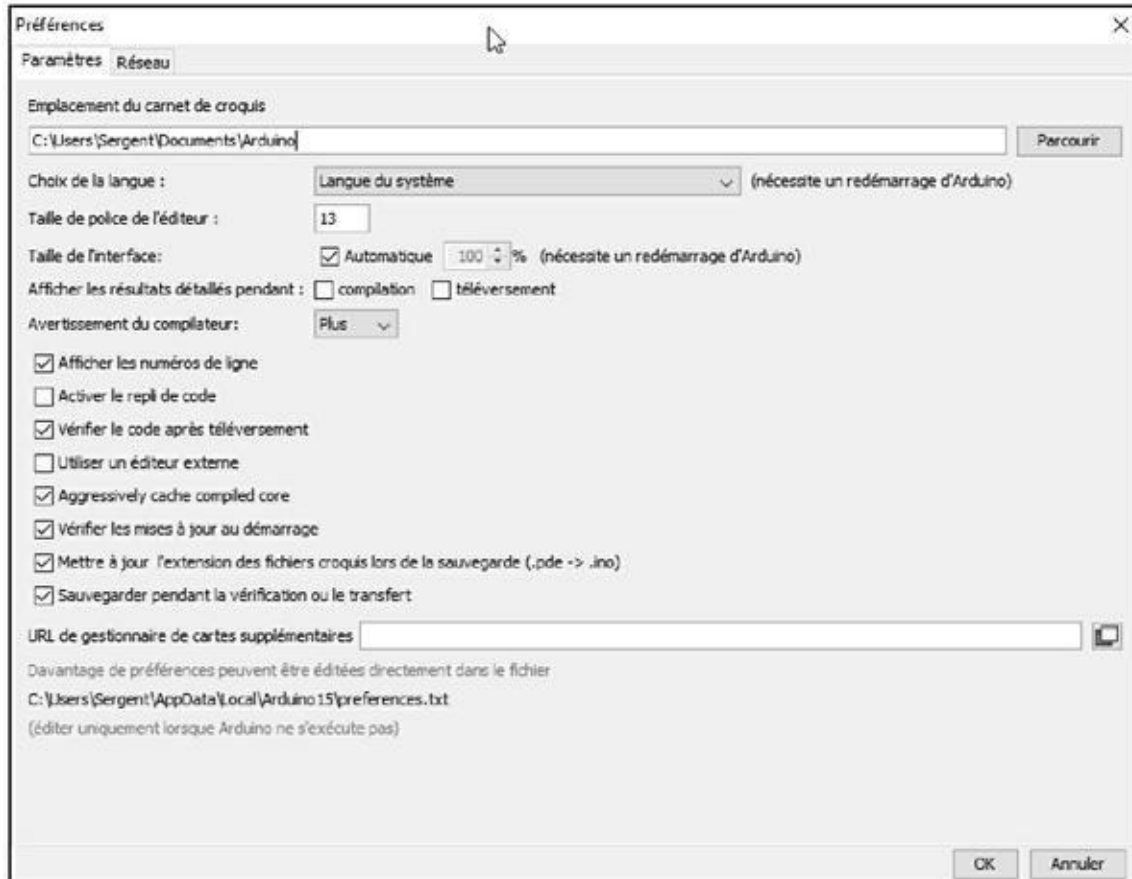 Préférences
Paramètres Réseau
Emplacement du carnet de croquis
C:\Users\Sergent\Documents\Arduino Parcourir
Choix de la langue : Langue du système (nécessite un redémarrage d'Arduino)
Taille de police de l'éditeur : 13
Taille de l'interface: Automatique 100 % (nécessite un redémarrage d'Arduino)
Afficher les résultats détaillés pendant : compilation téléversement
Avertissement du compilateur: Plus
Afficher les numéros de ligne
Activer le repli de code
Vérifier le code après téléversement
Utiliser un éditeur externe
Aggressively cache compiled core
Vérifier les mises à jour au démarrage
Mettre à jour l'extension des fichiers croquis lors de la sauvegarde (.pde -> .ino)
Sauvegarder pendant la vérification ou le transfert
URL de gestionnaire de cartes supplémentaires
Davantage de préférences peuvent être éditées directement dans le fichier
C:\Users\Sergent\AppData\Local\Arduino15\preferences.txt
(éditer uniquement lorsque Arduino ne s'exécute pas)
OK Annuler